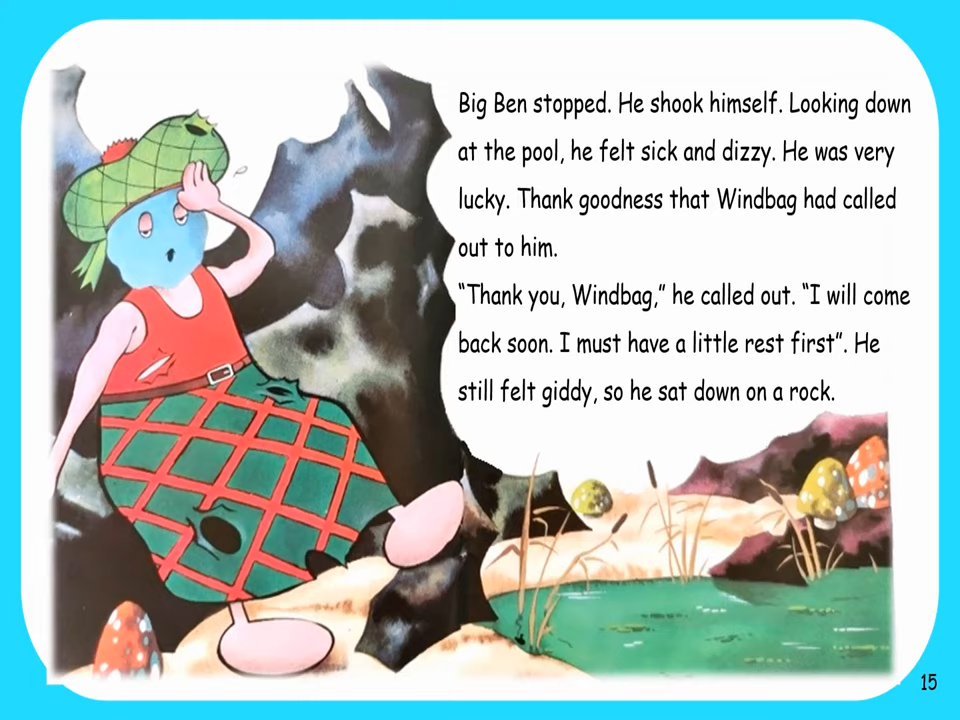 Big Ben stopped. He shook himself. Looking down
at the pool, he felt sick and dizzy. He was very
lucky. Thank goodness that Windbag had called
out to him.
“Thank you, Windbag,” he called out. “I will come
back soon. I must have a little rest first”. He
still felt giddy, so he sat down on a rock.
15